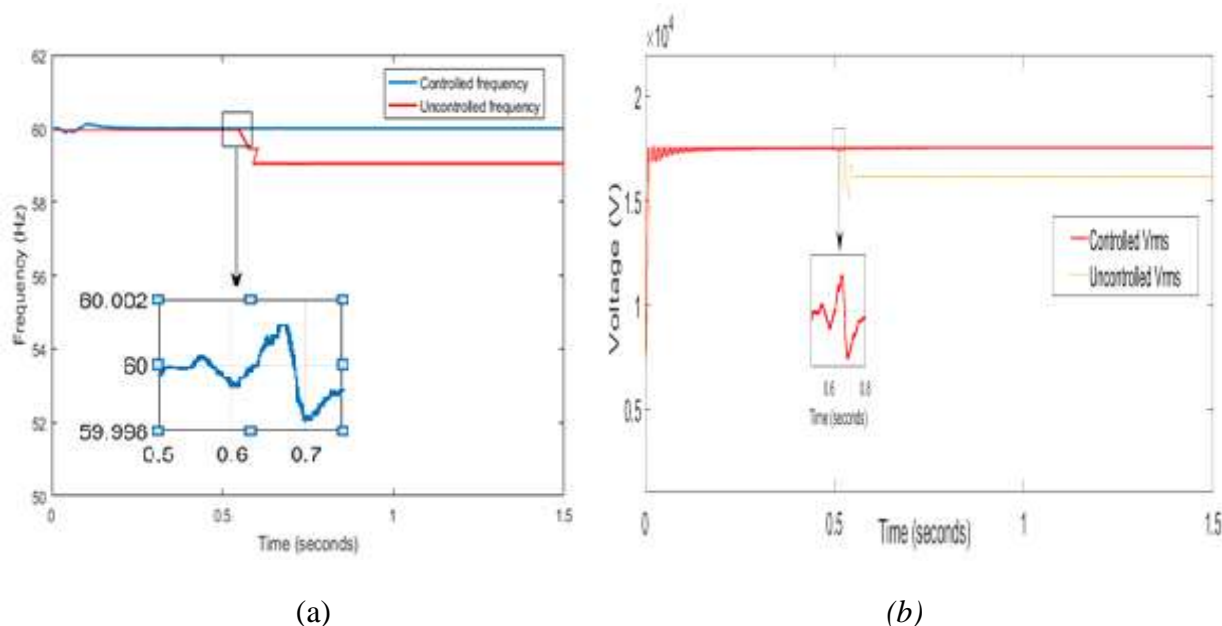 62
60
58
56
54
52
50
Frequency (Hz)
Controlled frequency
Uncontrolled frequency
60.002
60
59.998
0.5
0.6
0.7
0
0.5
1
1.5
Time (seconds)
(a)
×10⁴
2
1.5
1
0.5
Voltage (V)
Controlled Vrms
Uncontrolled Vrms
0.6
0.8
Time (seconds)
0
0.5
1
1.5
Time (seconds)
(b)